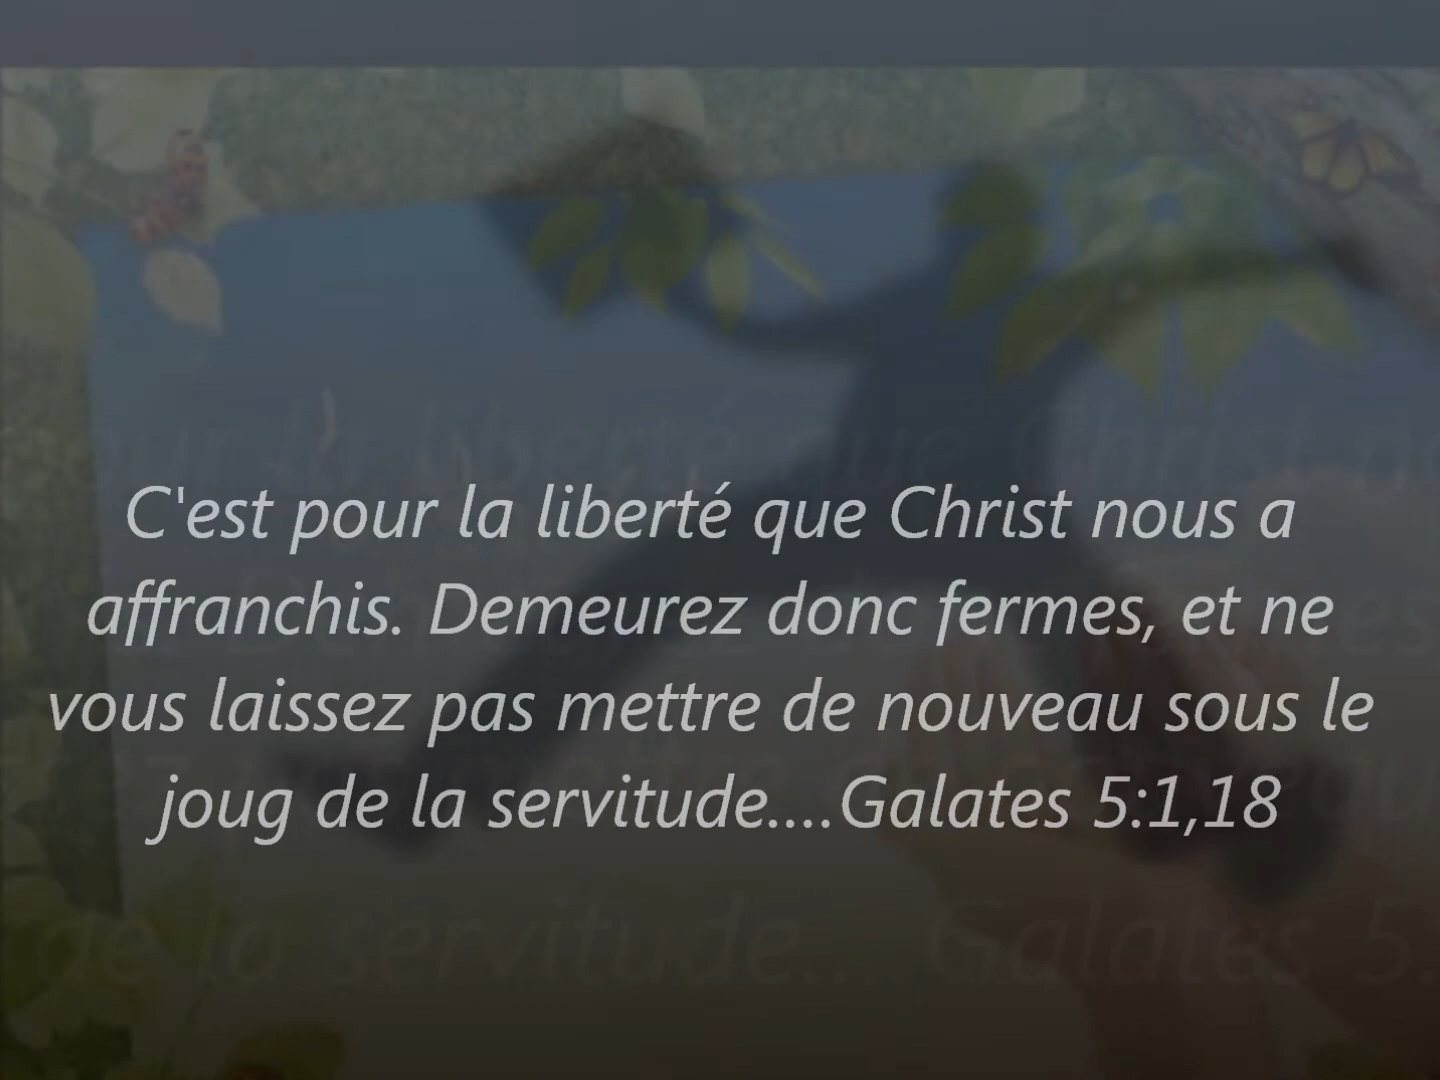 C'est pour la liberté que Christ nous a
affranchis. Demeurez donc fermes, et ne
vous laissez pas mettre de nouveau sous le
joug de la servitude....Galates 5:1,18